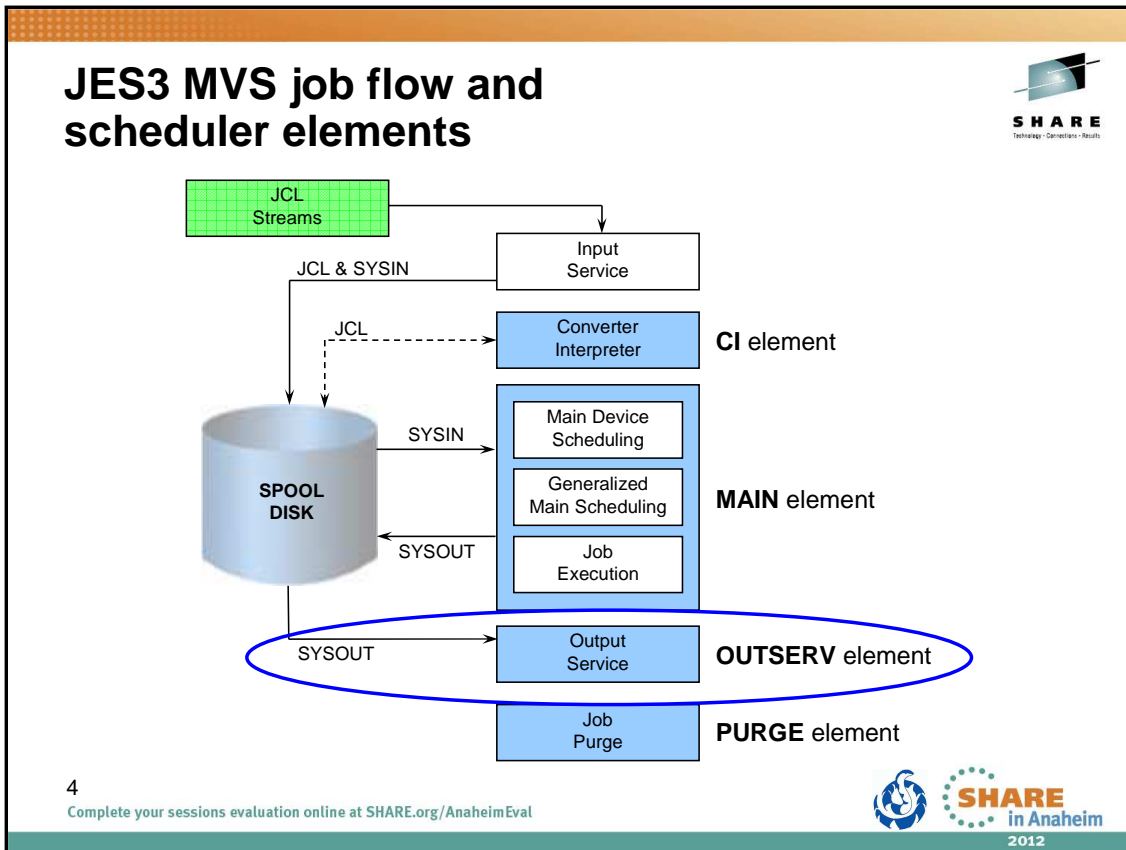 JES3 MVS job flow and
scheduler elements
SHARE
Technology · Connections · Results
JCL
Streams
Input
Service
JCL & SYSIN
JCL
Converter
Interpreter
CI element
Main Device
Scheduling
SYSIN
SPOOL
DISK
Generalized
Main Scheduling
MAIN element
SYSOUT
Job
Execution
SYSOUT
Output
Service
OUTSERV element
Job
Purge
PURGE element
4
Complete your sessions evaluation online at SHARE.org/AnaheimEval
SHARE
in Anaheim
2012